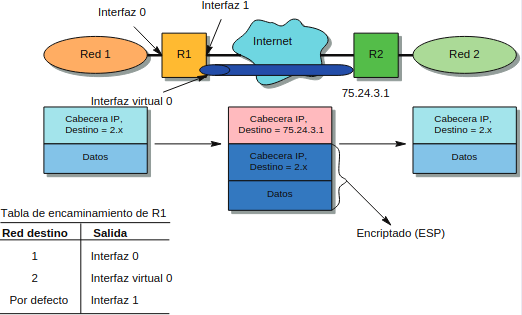 Interfaz 0
Interfaz 1
Red 1
R1
Internet
R2
Red 2
Interfaz virtual 0
75.24.3.1
Cabecera IP,
Destino = 2.x
Datos
Cabecera IP,
Destino = 75.24.3.1
Cabecera IP,
Destino = 2.x
Datos
Cabecera IP,
Destino = 2.x
Datos
Encriptado (ESP)
Tabla de encaminamiento de R1
Red destino Salida
1 Interfaz 0
2 Interfaz virtual 0
Por defecto Interfaz 1